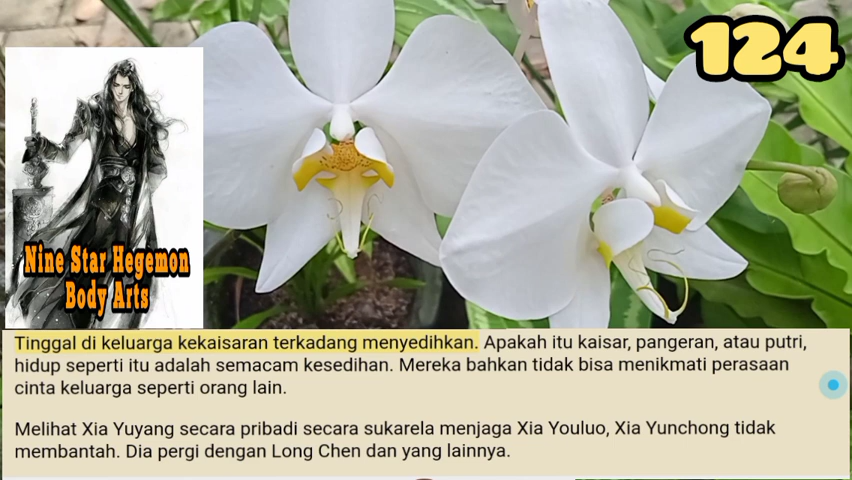 124
Nine Star Hegemon
Body Arts
Tinggal di keluarga kekaisaran terkadang menyedihkan. Apakah itu kaisar, pangeran, atau putri,
hidup seperti itu adalah semacam kesedihan. Mereka bahkan tidak bisa menikmati perasaan
cinta keluarga seperti orang lain.
Melihat Xia Yuyang secara pribadi secara sukarela menjaga Xia Youluo, Xia Yunchong tidak
membantah. Dia pergi dengan Long Chen dan yang lainnya.